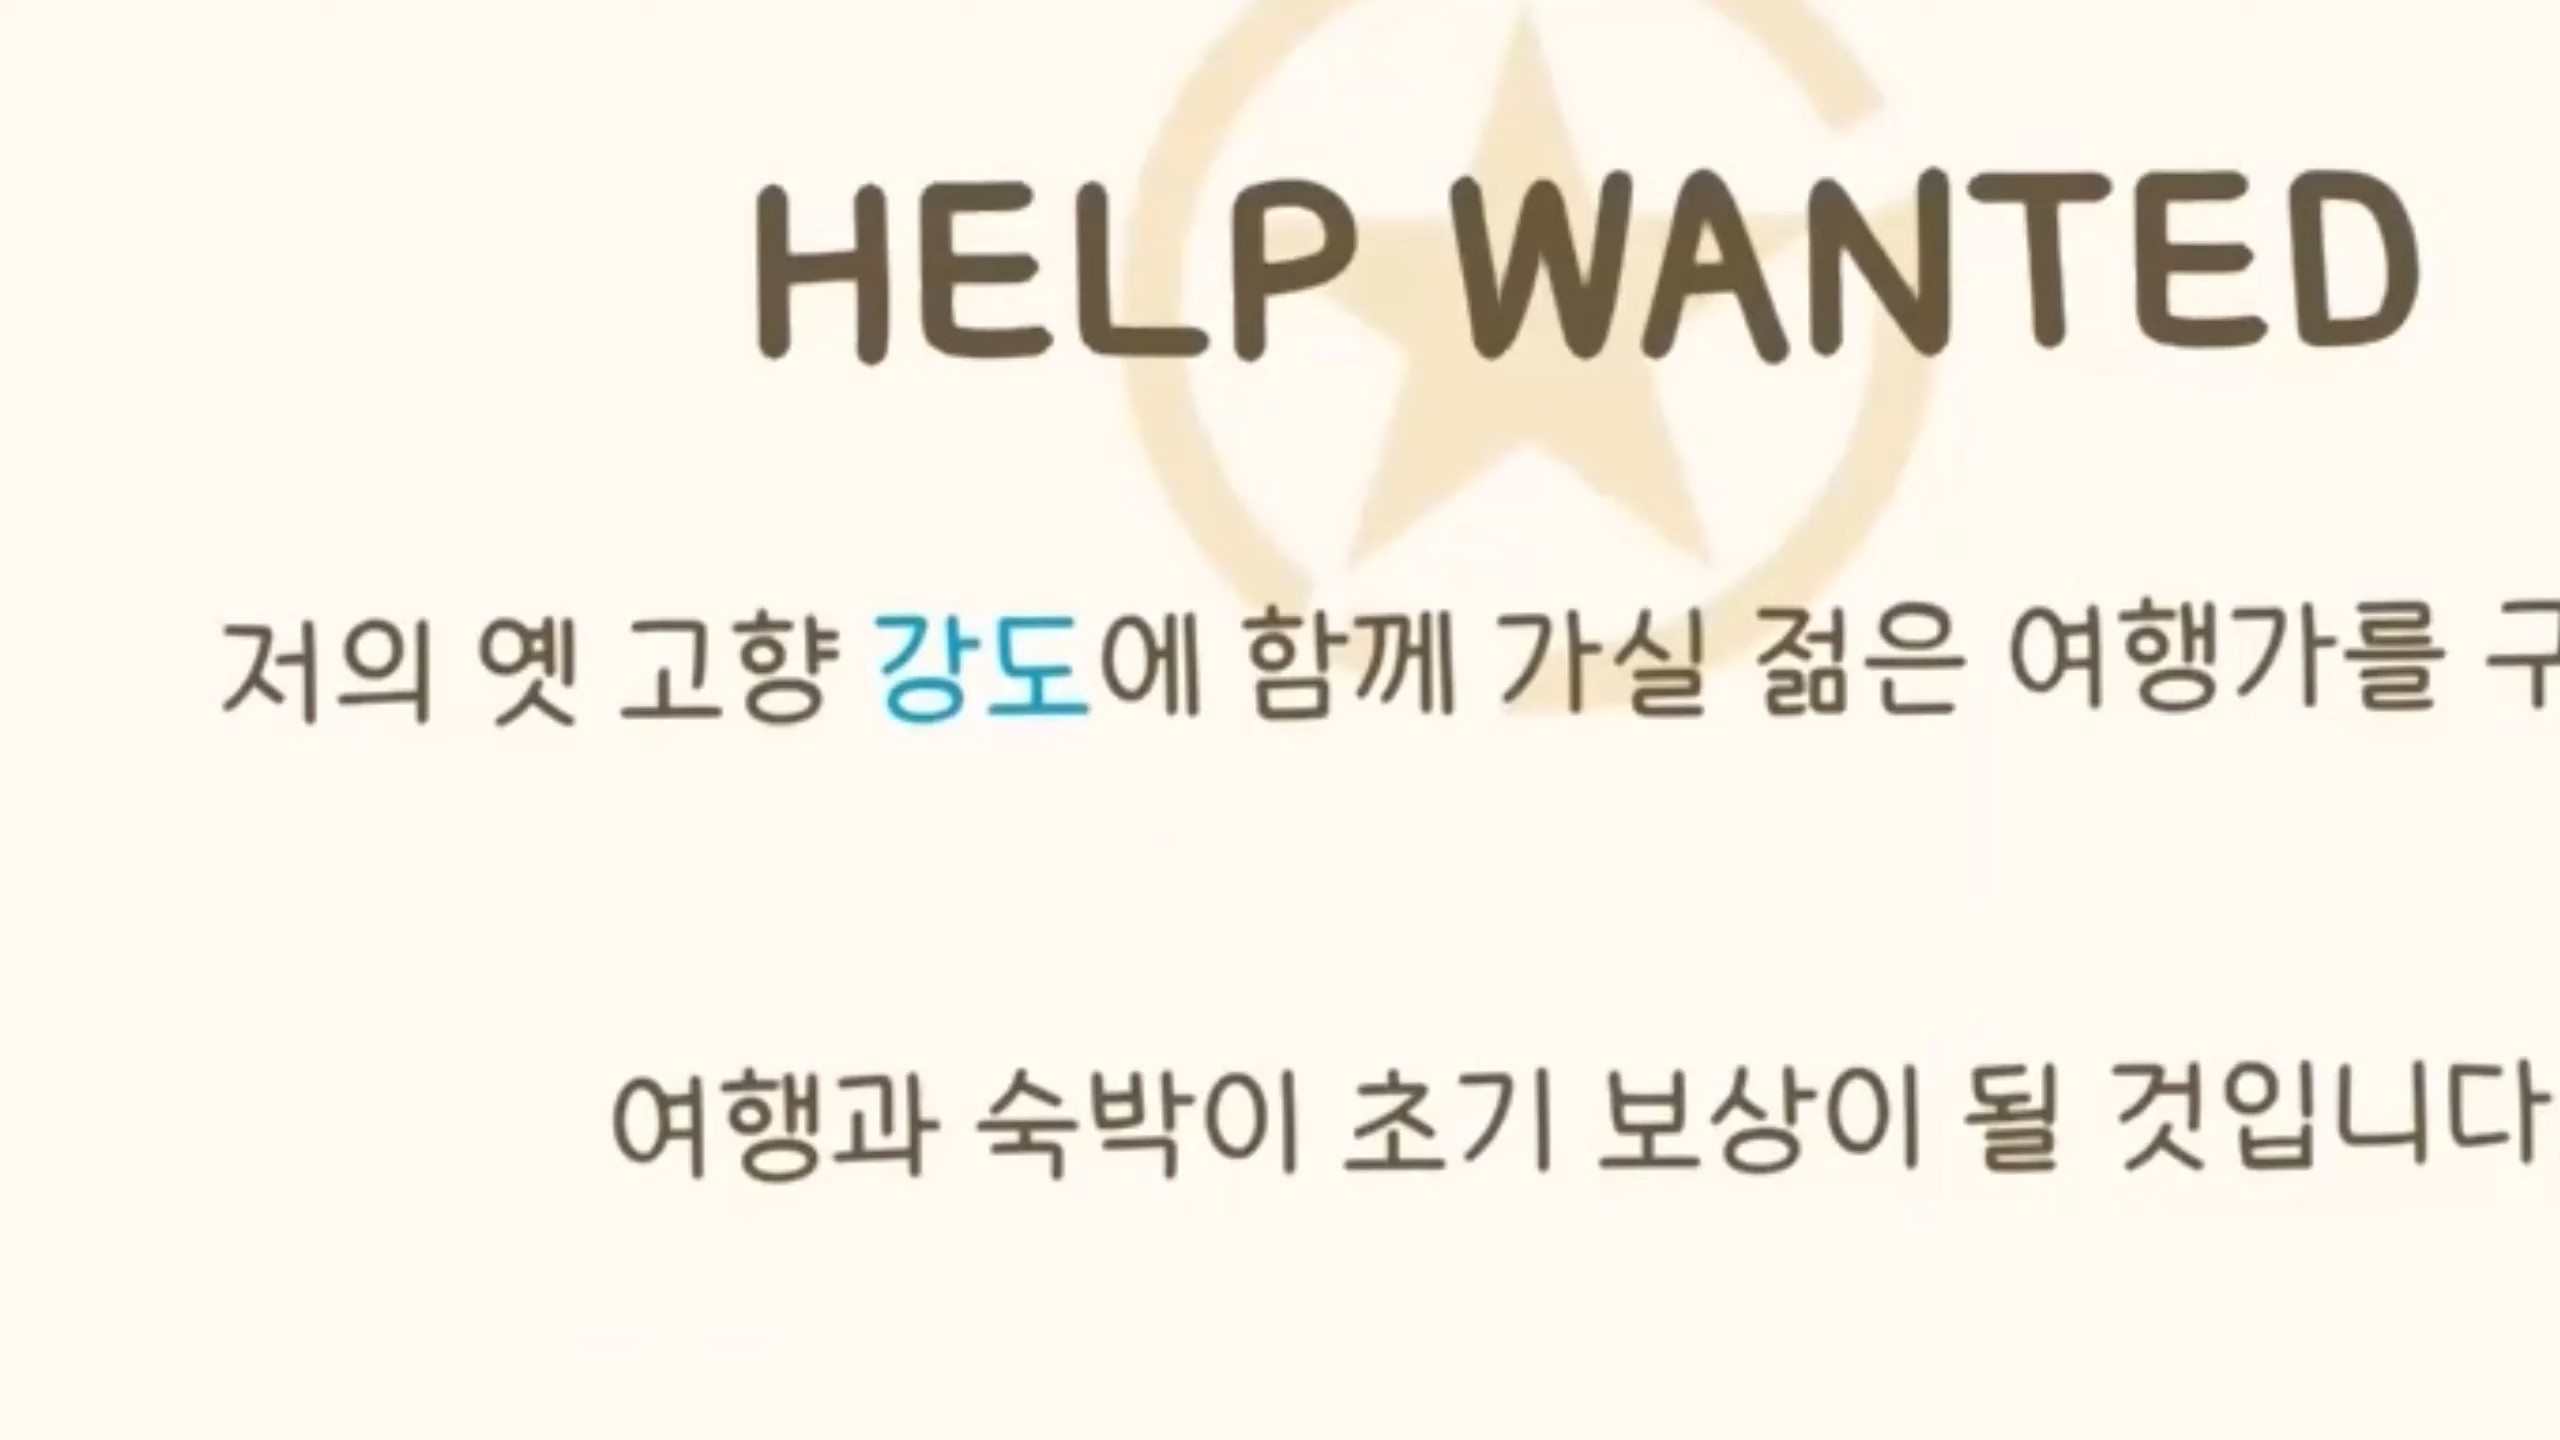 HELP WANTED
저의 옛 고향 강도에 함께 가실 젊은 여행가를
여행과 숙박이 초기 보상이 될 것입니다.